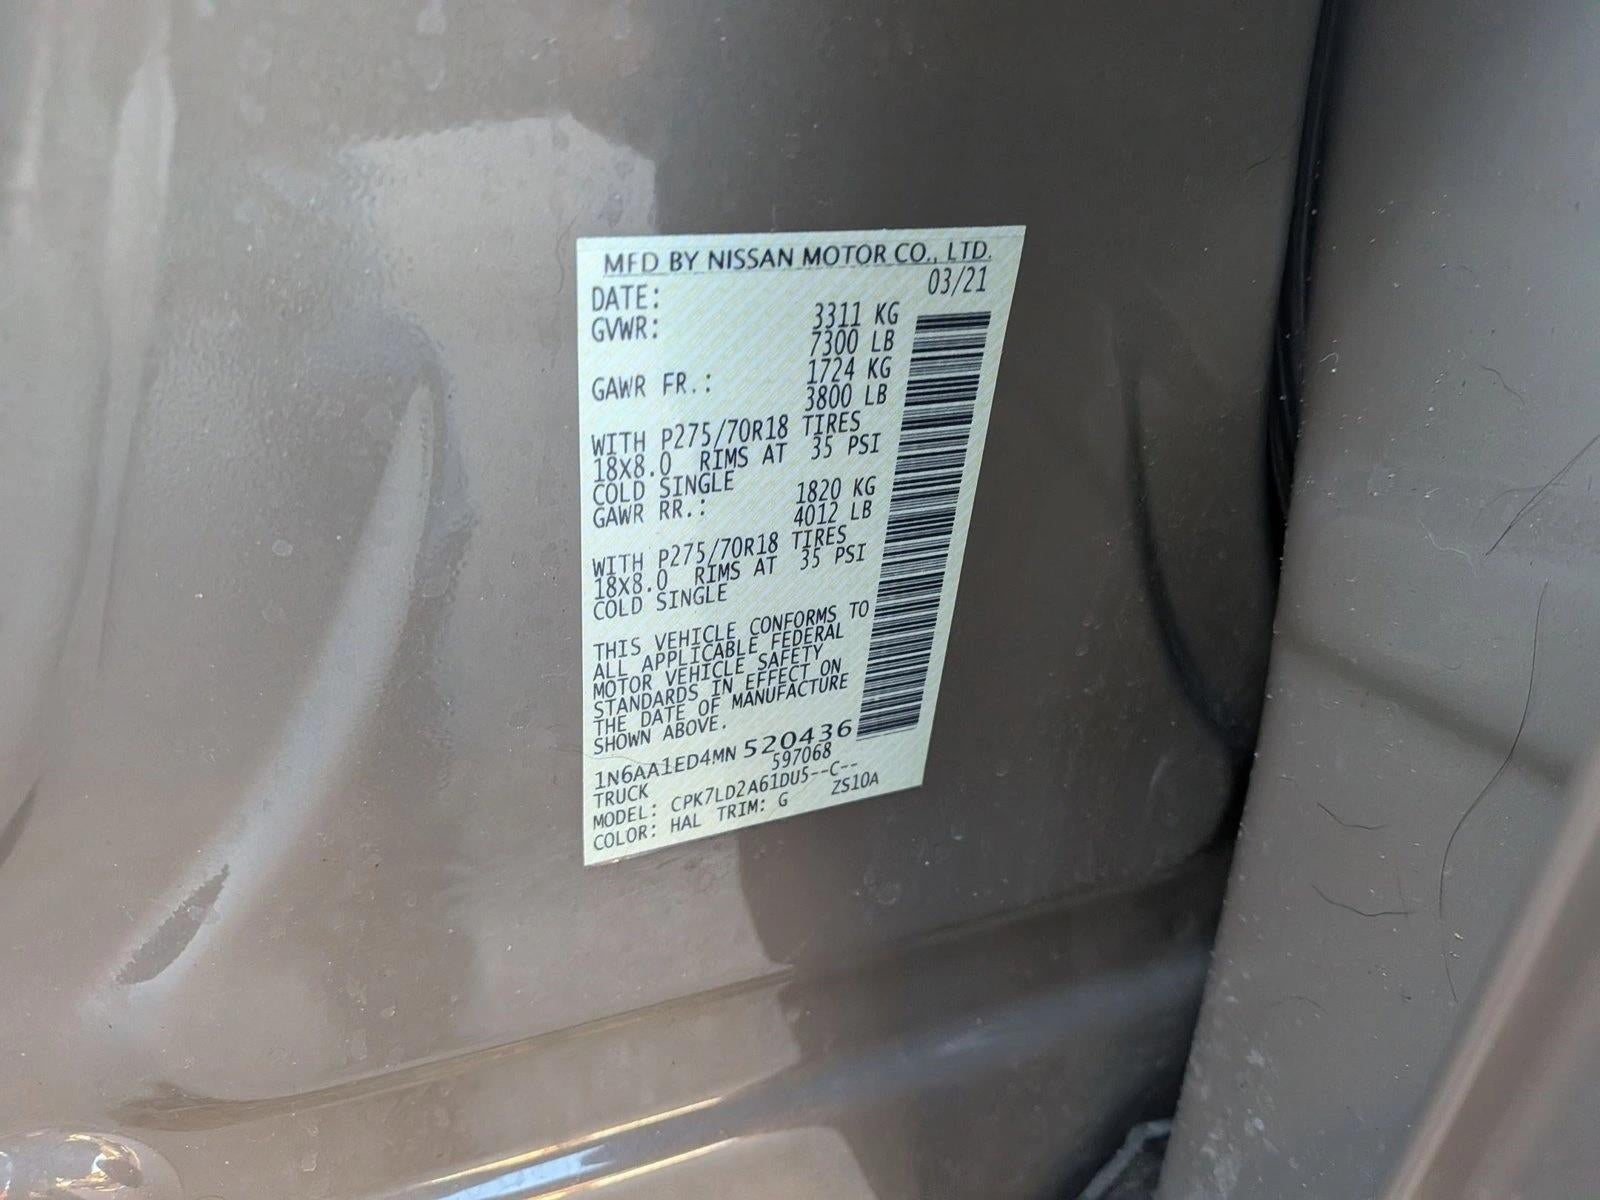 MFD BY NISSAN MOTOR CO., LTD.
DATE: 03/21
GVWR: 3311 KG
7300 LB
GAWR FR.: 1724 KG
3800 LB
WITH P275/70R18 TIRES
18X8.0 RIMS AT 35 PSI
COLD SINGLE
GAWR RR.: 1820 KG
4012 LB
WITH P275/70R18 TIRES
18X8.0 RIMS AT 35 PSI
COLD SINGLE
THIS VEHICLE CONFORMS TO
ALL APPLICABLE FEDERAL
MOTOR VEHICLE SAFETY
STANDARDS IN EFFECT ON
THE DATE OF MANUFACTURE
SHOWN ABOVE.
1N6AA1ED4MN 520436
TRUCK 597068
MODEL: CPK7LD2A61DU5--C--
COLOR: HAL TRIM: G ZS10A